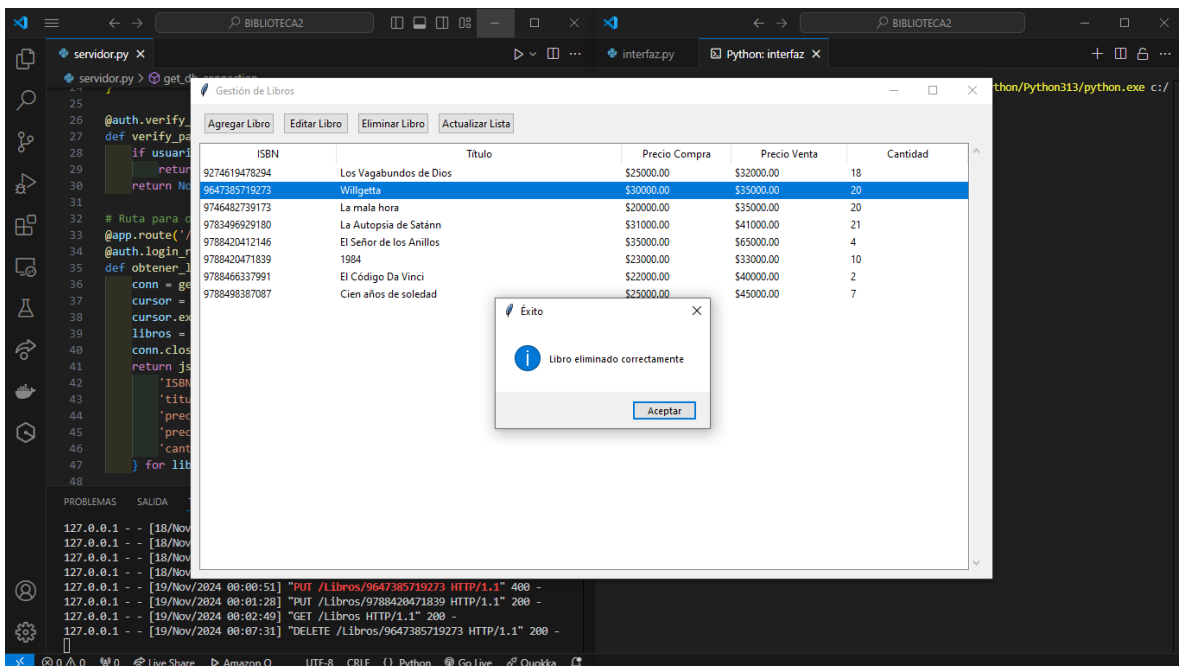 BIBLIOTECA2
BIBLIOTECA2
servidor.py
interfaz.py
Python: interfaz
servidor.py > get_db_connection
thon/Python313/python.exe c:/
24 }
25
26 @auth.verify_
27 def verify_pa
28 if usuari
29 retur
30 return No
31
32 # Ruta para o
33 @app.route('/
34 @auth.login_r
35 def obtener_l
36 conn = ge
37 cursor =
38 cursor.ex
39 libros =
40 conn.clos
41 return js
42 'ISBN
43 'titu
44 'prec
45 'prec
46 'cant
47 } for lib
48
Gestión de Libros
Agregar Libro Editar Libro Eliminar Libro Actualizar Lista
ISBN Título Precio Compra Precio Venta Cantidad
9274619478294 Los Vagabundos de Dios $25000.00 $32000.00 18
9647385719273 Willgetta $30000.00 $35000.00 20
9746482739173 La mala hora $20000.00 $35000.00 20
9783496929180 La Autopsia de Satánn $31000.00 $41000.00 21
9788420412146 El Señor de los Anillos $35000.00 $65000.00 4
9788420471839 1984 $23000.00 $33000.00 10
9788466337991 El Código Da Vinci $22000.00 $40000.00 2
9788498387087 Cien años de soledad $25000.00 $45000.00 7
Éxito
Libro eliminado correctamente
Aceptar
PROBLEMAS SALIDA
127.0.0.1 - - [18/Nov
127.0.0.1 - - [18/Nov
127.0.0.1 - - [18/Nov
127.0.0.1 - - [18/Nov
127.0.0.1 - - [19/Nov/2024 00:00:51] "PUT /Libros/9647385719273 HTTP/1.1" 400 -
127.0.0.1 - - [19/Nov/2024 00:01:28] "PUT /Libros/9788420471839 HTTP/1.1" 200 -
127.0.0.1 - - [19/Nov/2024 00:02:49] "GET /Libros HTTP/1.1" 200 -
127.0.0.1 - - [19/Nov/2024 00:07:31] "DELETE /Libros/9647385719273 HTTP/1.1" 200 -
0 0 0 Live Share Amazon Q UTF-8 CRLF {} Python Go Live Quokka